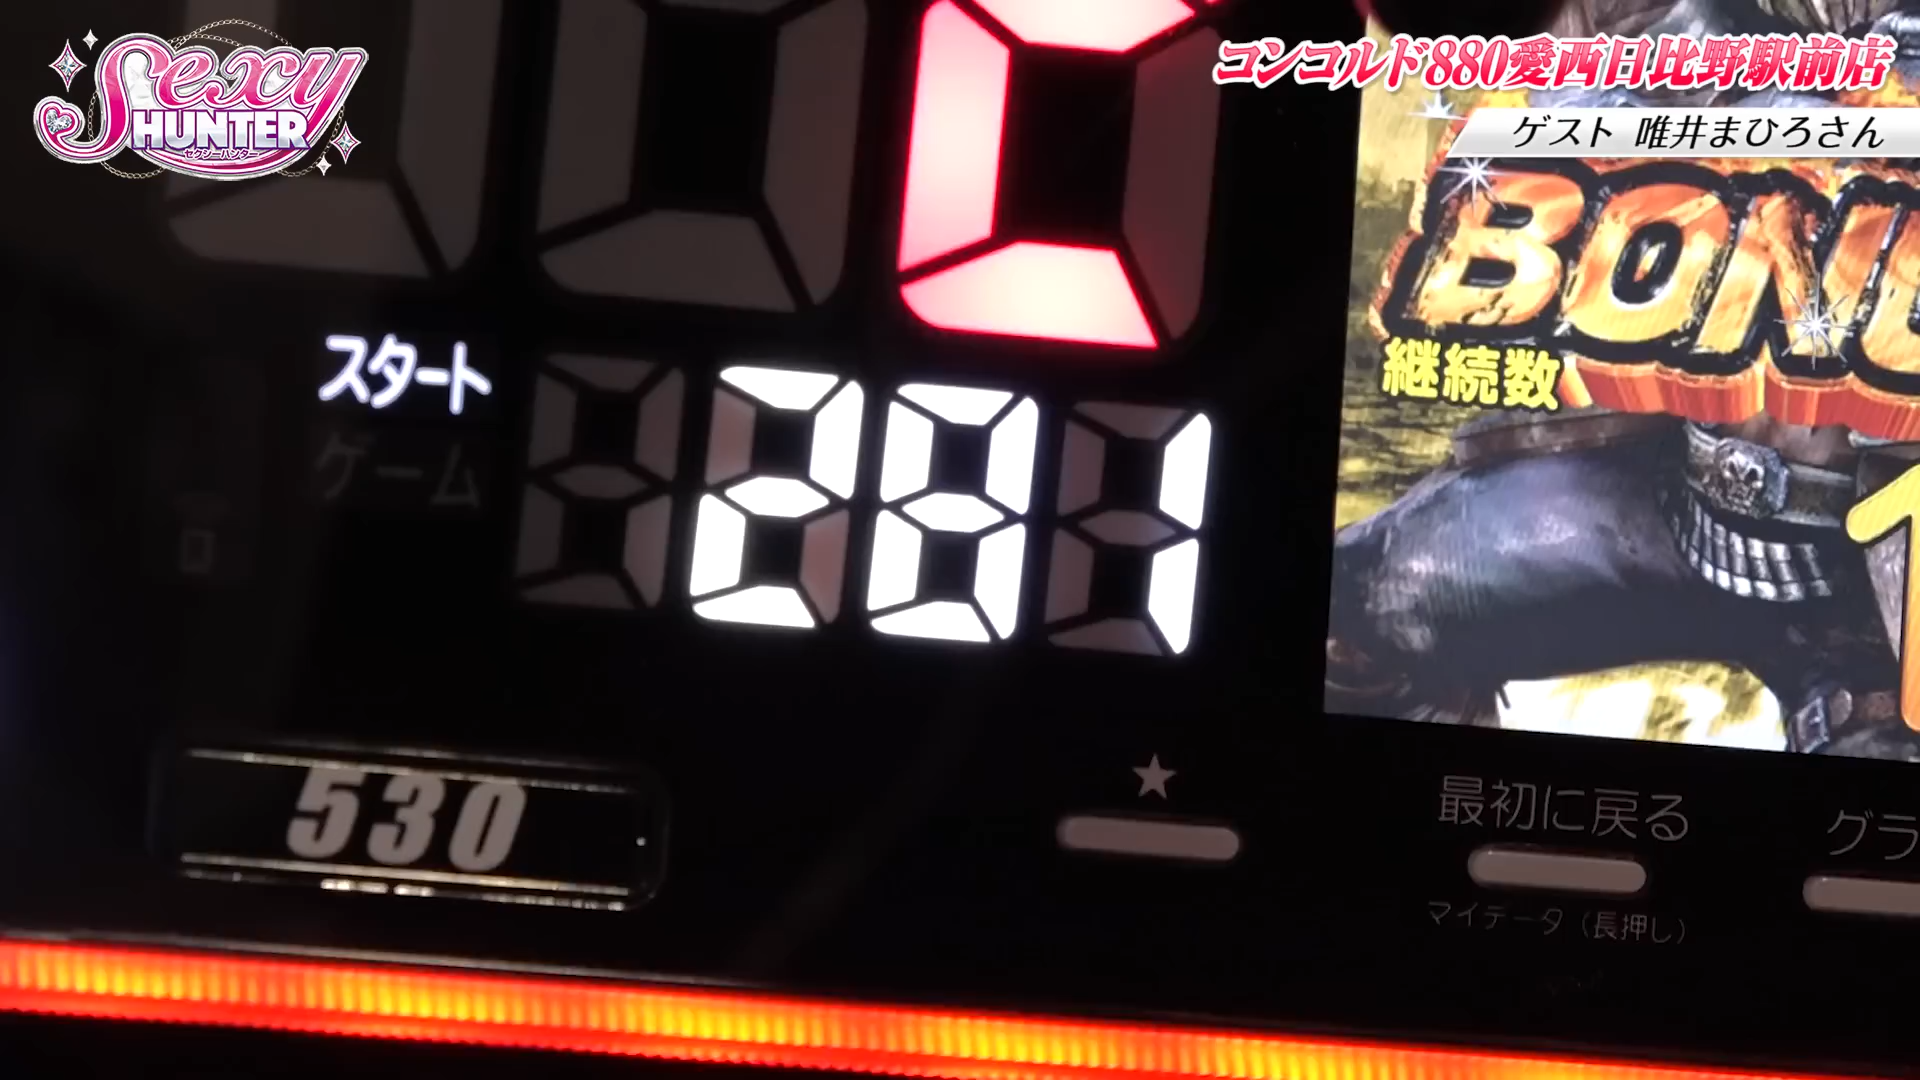 Sexy
HUNTER
セクシーハンター
コンコルド880愛西日比野駅前店
ゲスト 唯井まひろさん
BONU
継続数
1
スタート
281
ゲーム
530
★
最初に戻る
グラ
マイデータ（長押し）